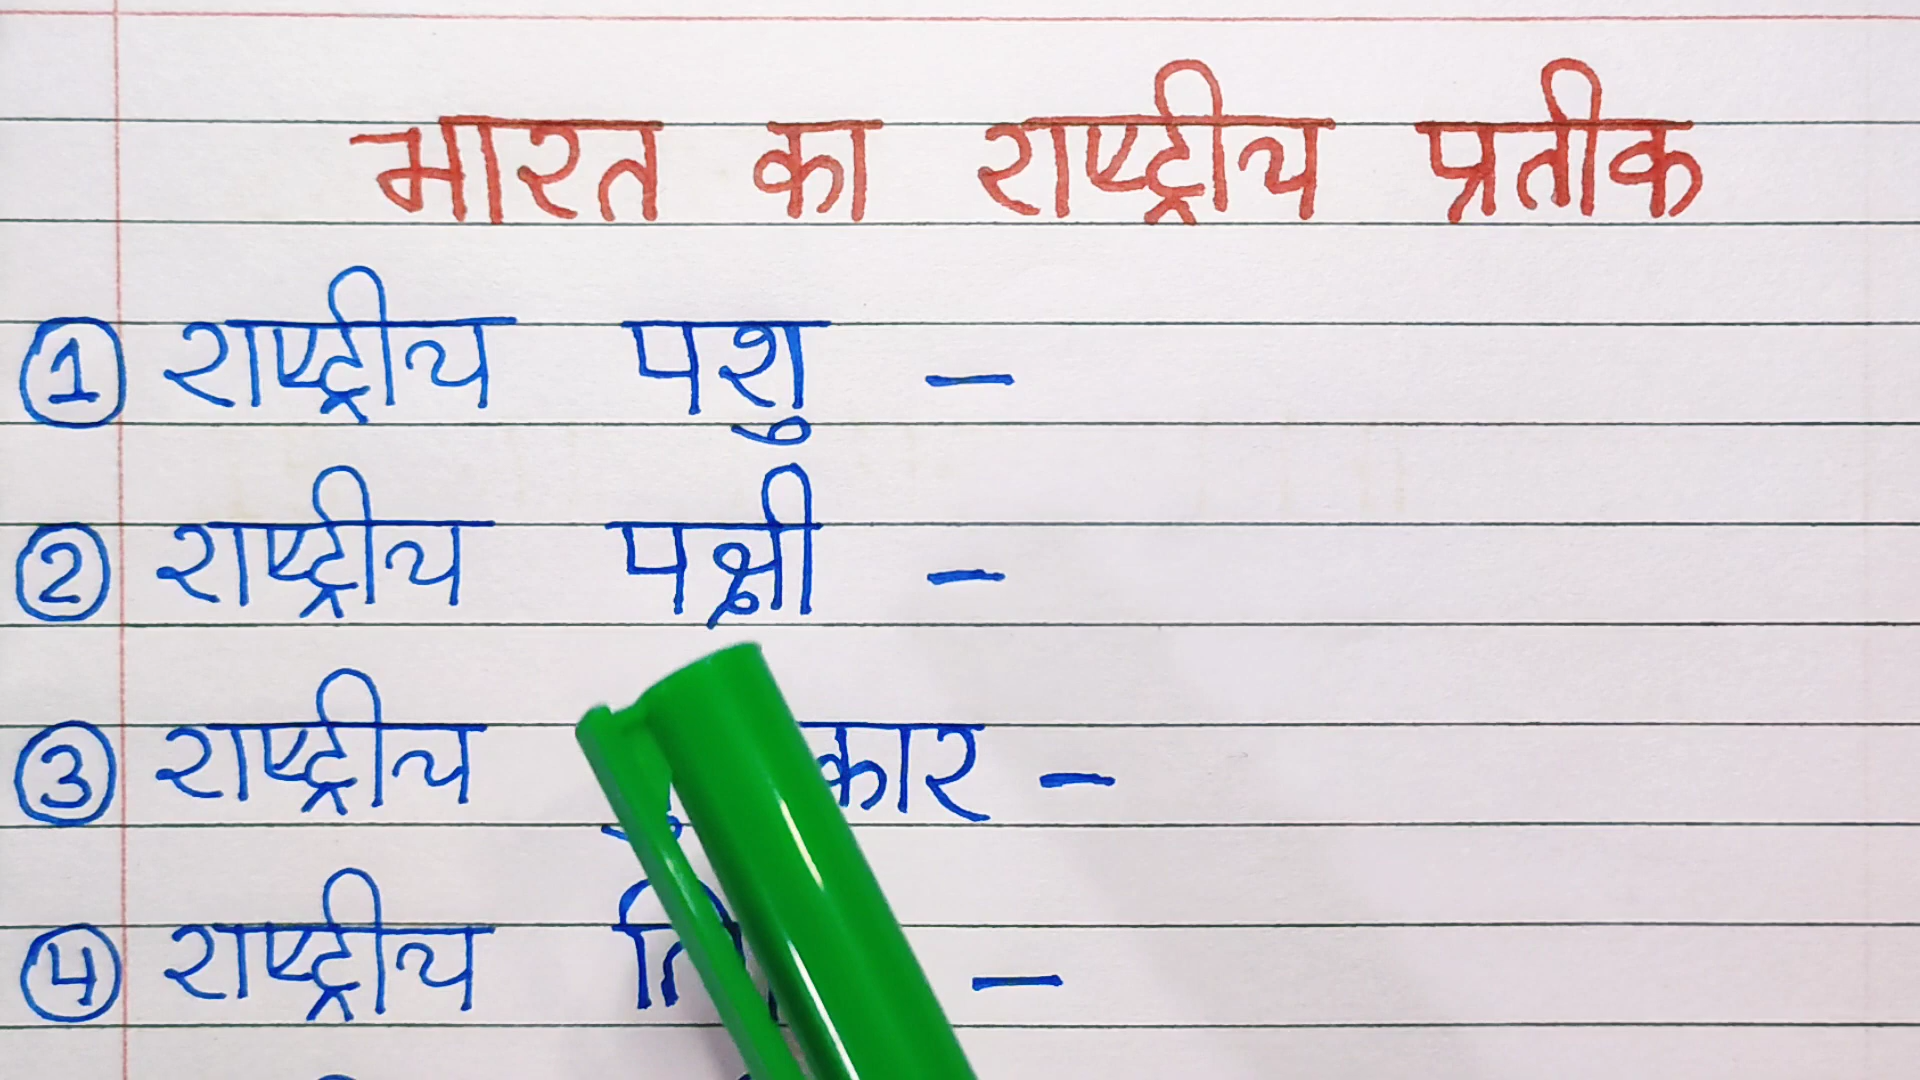 भारत का राष्ट्रीय प्रतीक
① राष्ट्रीय पशु –
② राष्ट्रीय पक्षी –
③ राष्ट्रीय –
④ राष्ट्रीय –